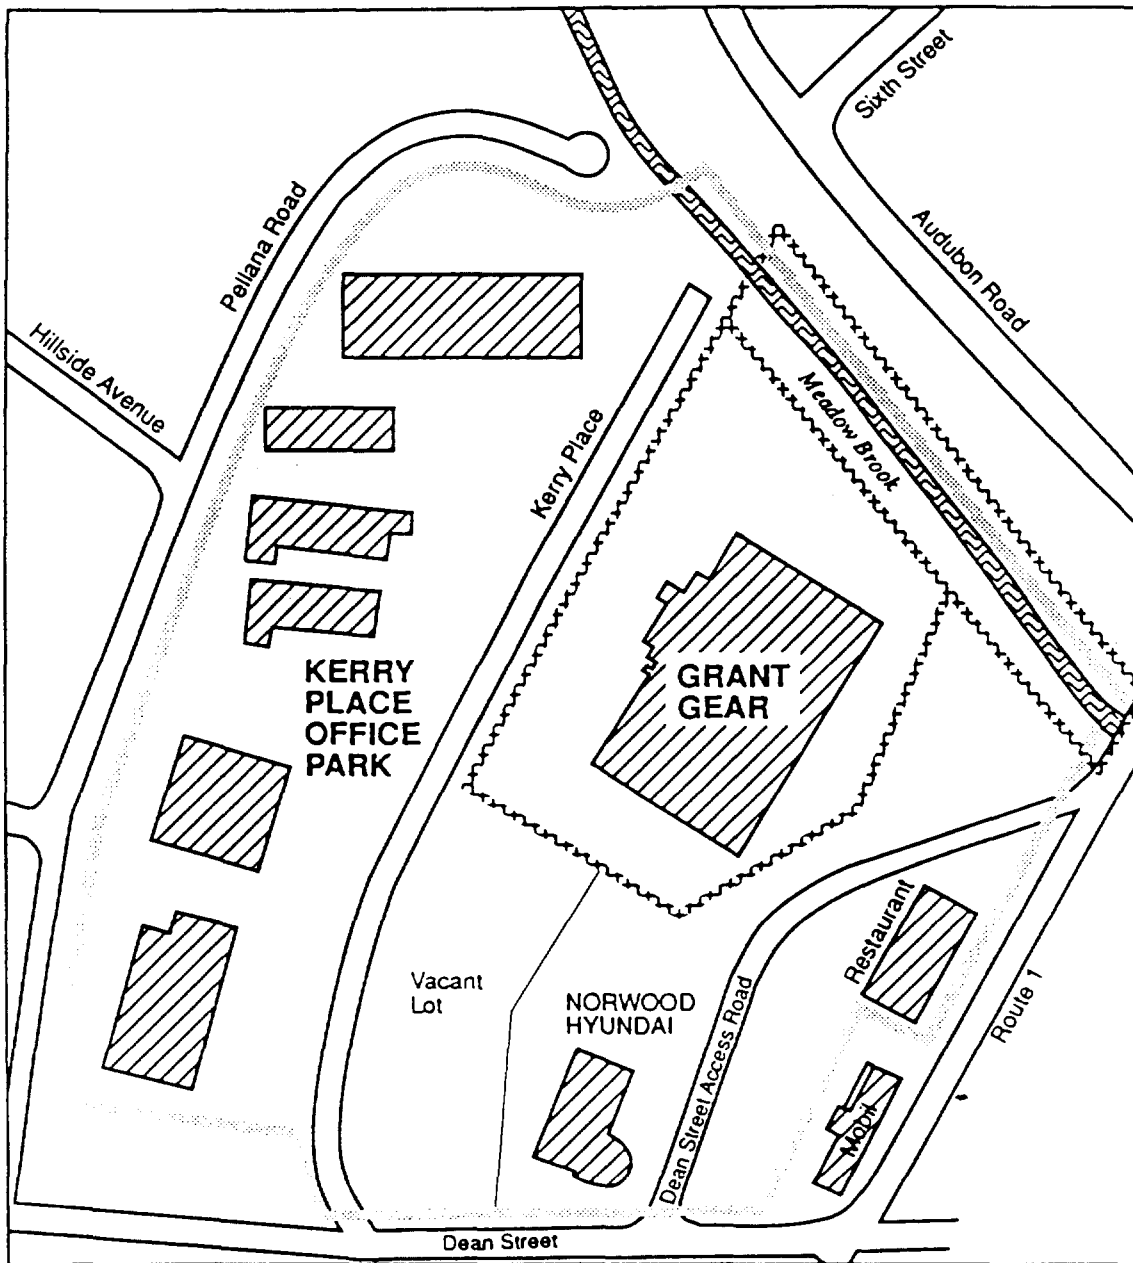 Sixth Street
Audubon Road
Pellana Road
Hillside Avenue
Kerry Place
Meadow Brook
KERRY
PLACE
OFFICE
PARK
GRANT
GEAR
Restaurant
Route 1
Vacant
Lot
NORWOOD
HYUNDAI
Dean Street Access Road
Mobil
Dean Street